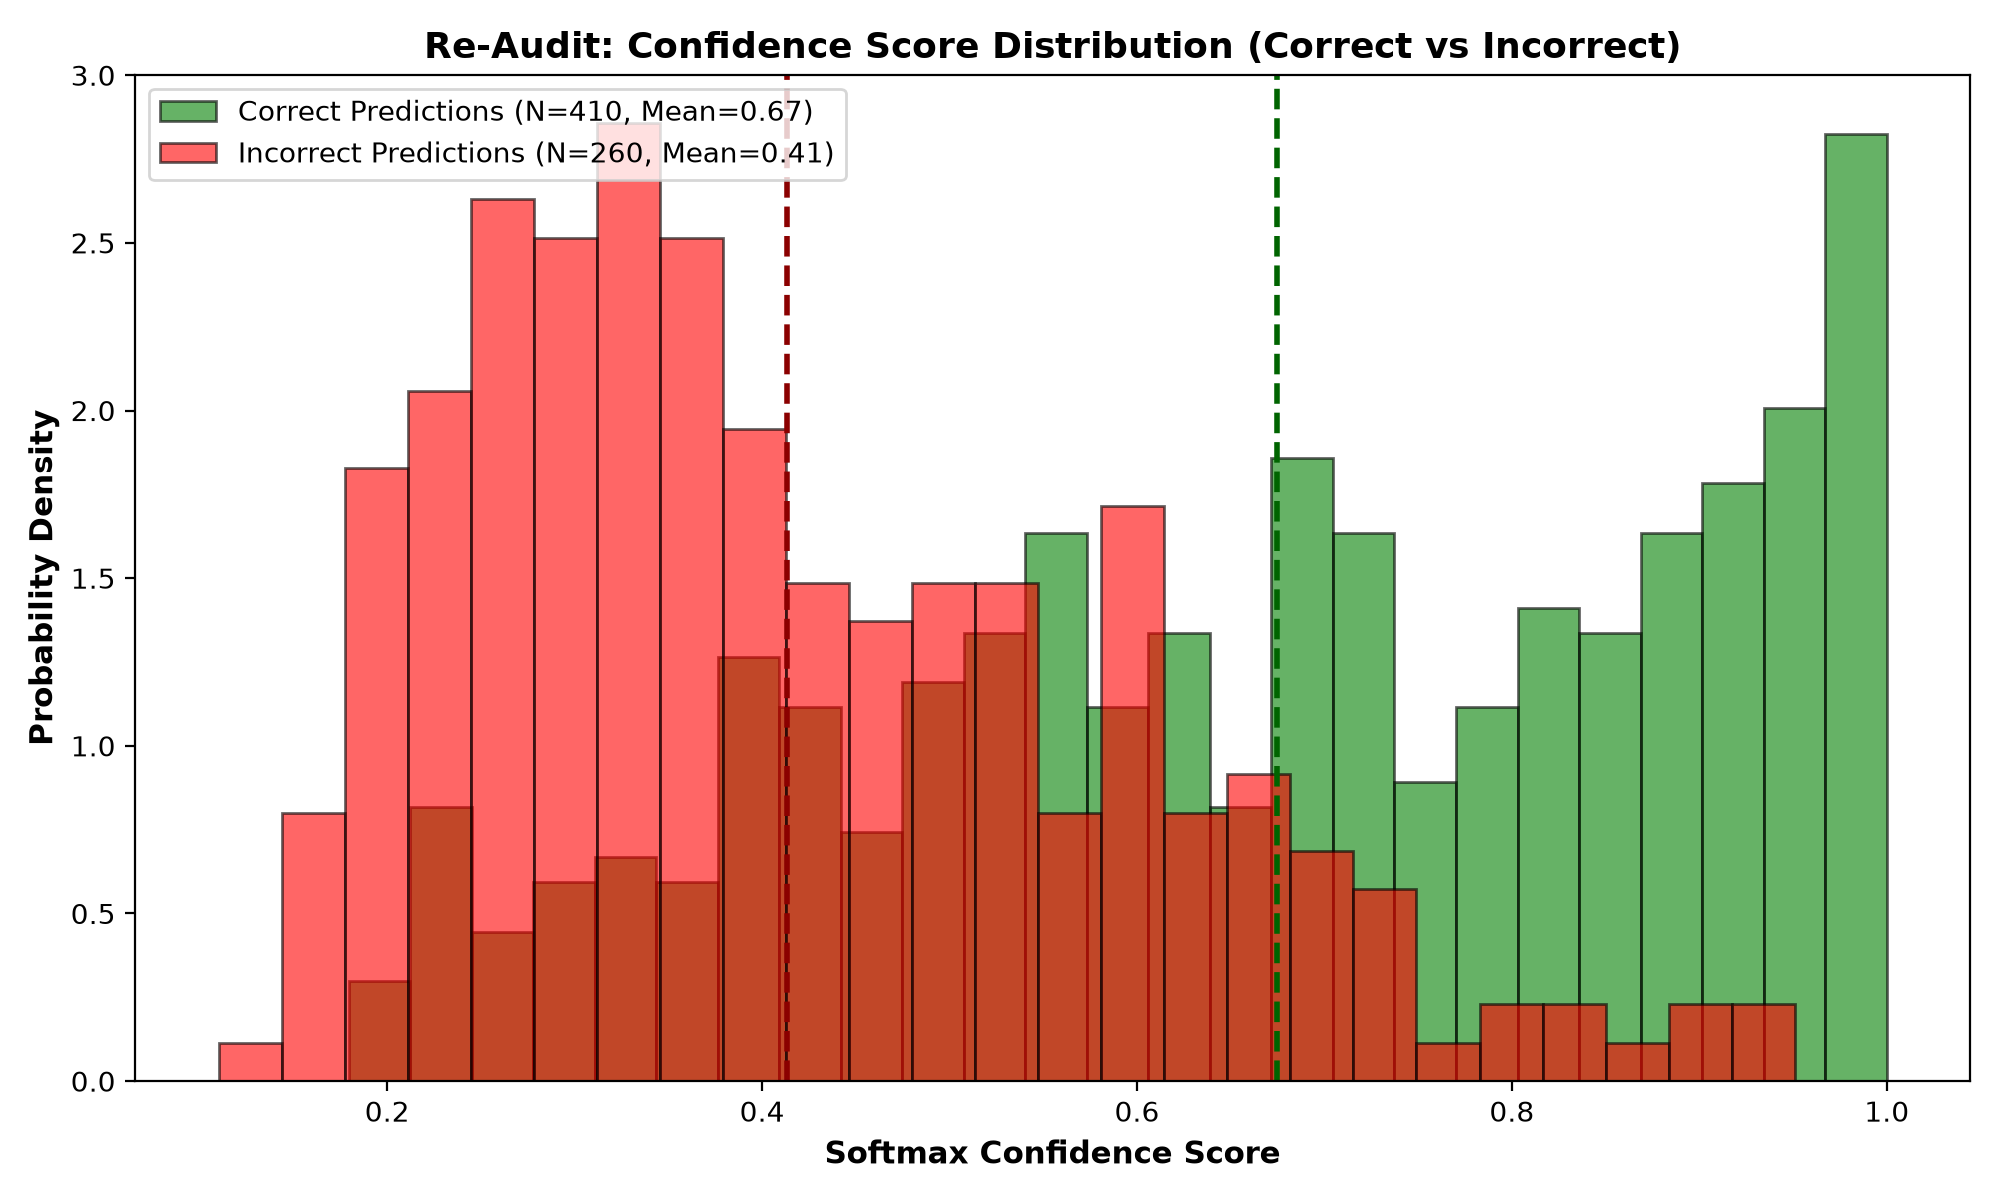 Re-Audit: Confidence Score Distribution (Correct vs Incorrect)
Correct Predictions (N=410, Mean=0.67)
Incorrect Predictions (N=260, Mean=0.41)
Probability Density
3.0
2.5
2.0
1.5
1.0
0.5
0.0
0.2 0.4 0.6 0.8 1.0
Softmax Confidence Score